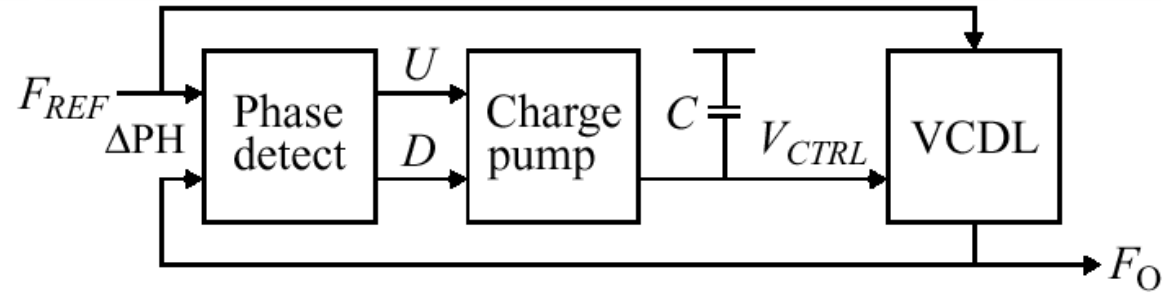 F_REF
ΔPH
Phase
detect
U
D
Charge
pump
C
V_CTRL
VCDL
F_O